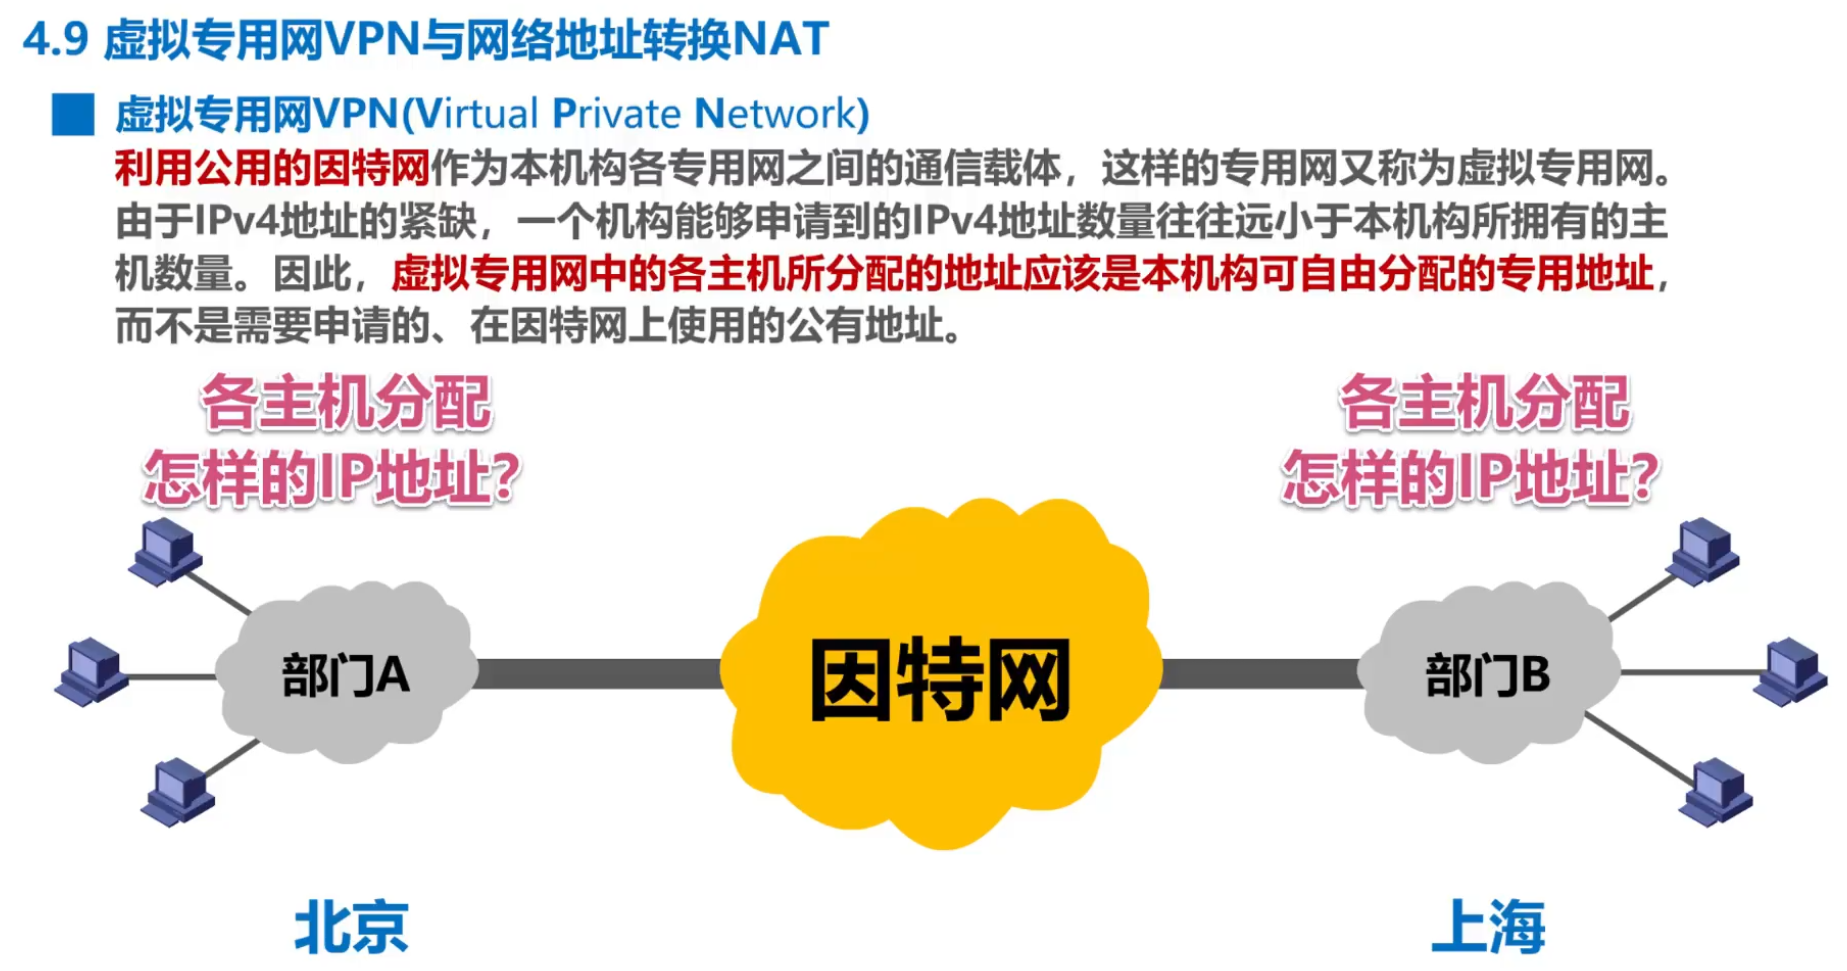 4.9 虚拟专用网VPN与网络地址转换NAT
虚拟专用网VPN(Virtual Private Network)
利用公用的因特网作为本机构各专用网之间的通信载体，这样的专用网又称为虚拟专用网。
由于IPv4地址的紧缺，一个机构能够申请到的IPv4地址数量往往远小于本机构所拥有的主
机数量。因此，虚拟专用网中的各主机所分配的地址应该是本机构可自由分配的专用地址，
而不是需要申请的、在因特网上使用的公有地址。
各主机分配
怎样的IP地址？
各主机分配
怎样的IP地址？
部门A
因特网
部门B
北京
上海